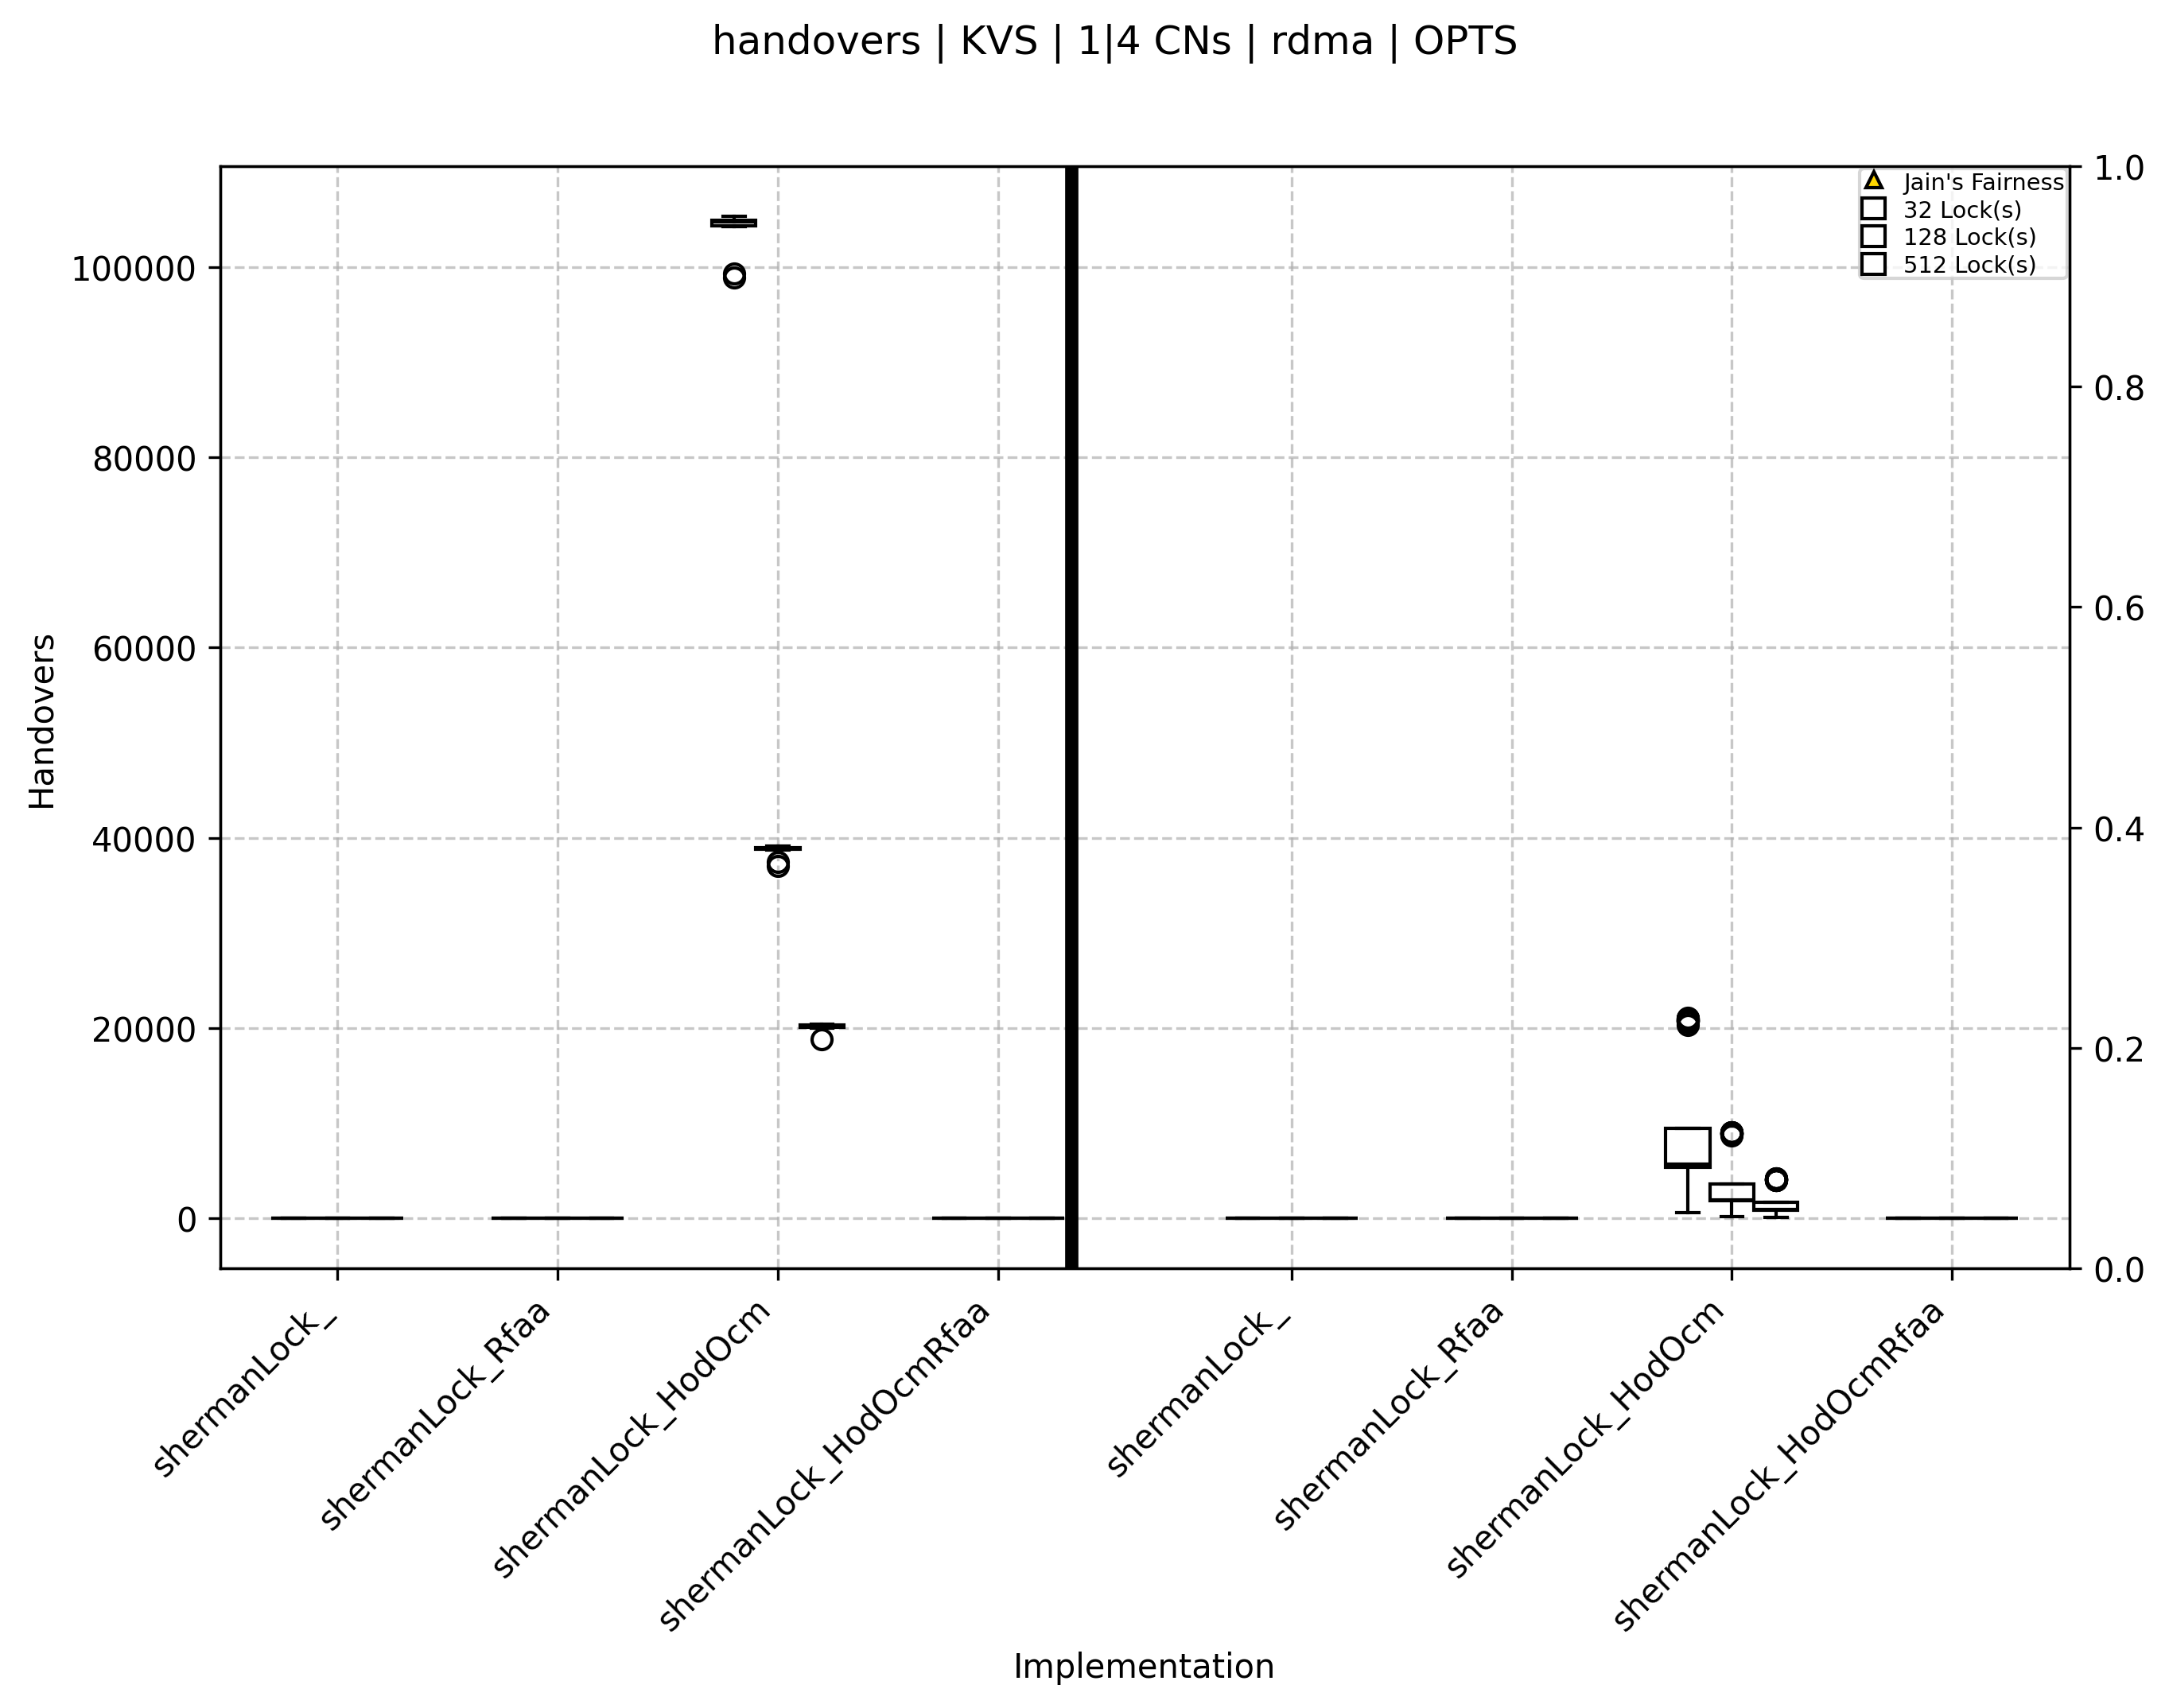 handovers | KVS | 1|4 CNs | rdma | OPTS
Jain's Fairness
32 Lock(s)
128 Lock(s)
512 Lock(s)
Handovers
100000
80000
60000
40000
20000
0
1.0
0.8
0.6
0.4
0.2
0.0
shermanLock_
shermanLock_Rfaa
shermanLock_HodOcm
shermanLock_HodOcmRfaa
shermanLock_
shermanLock_Rfaa
shermanLock_HodOcm
shermanLock_HodOcmRfaa
Implementation